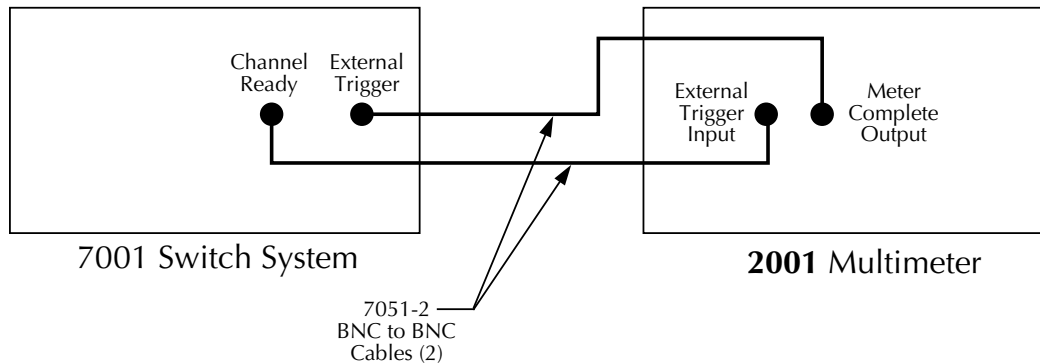 Channel
Ready
External
Trigger
External
Trigger
Input
Meter
Complete
Output
7001 Switch System
2001 Multimeter
7051-2
BNC to BNC
Cables (2)